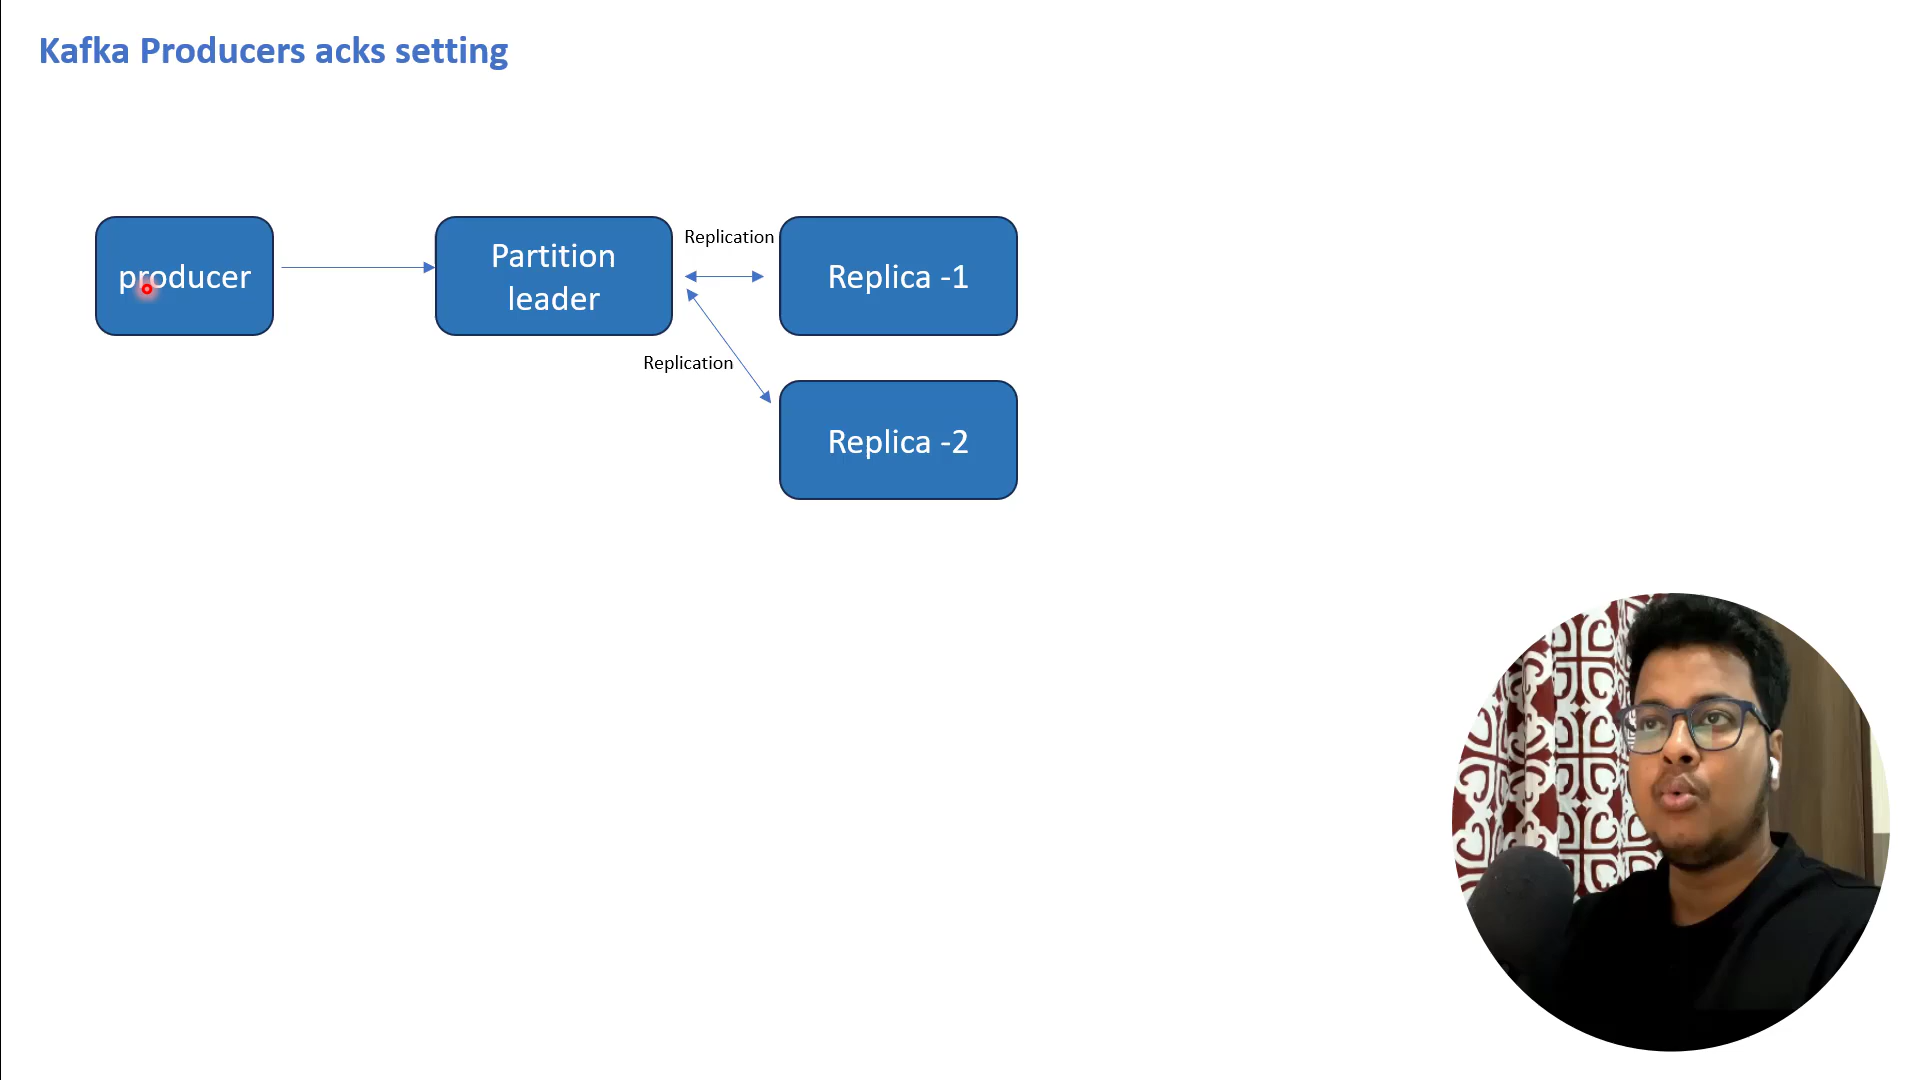 Kafka Producers acks setting
producer
Partition
leader
Replication
Replica -1
Replication
Replica -2